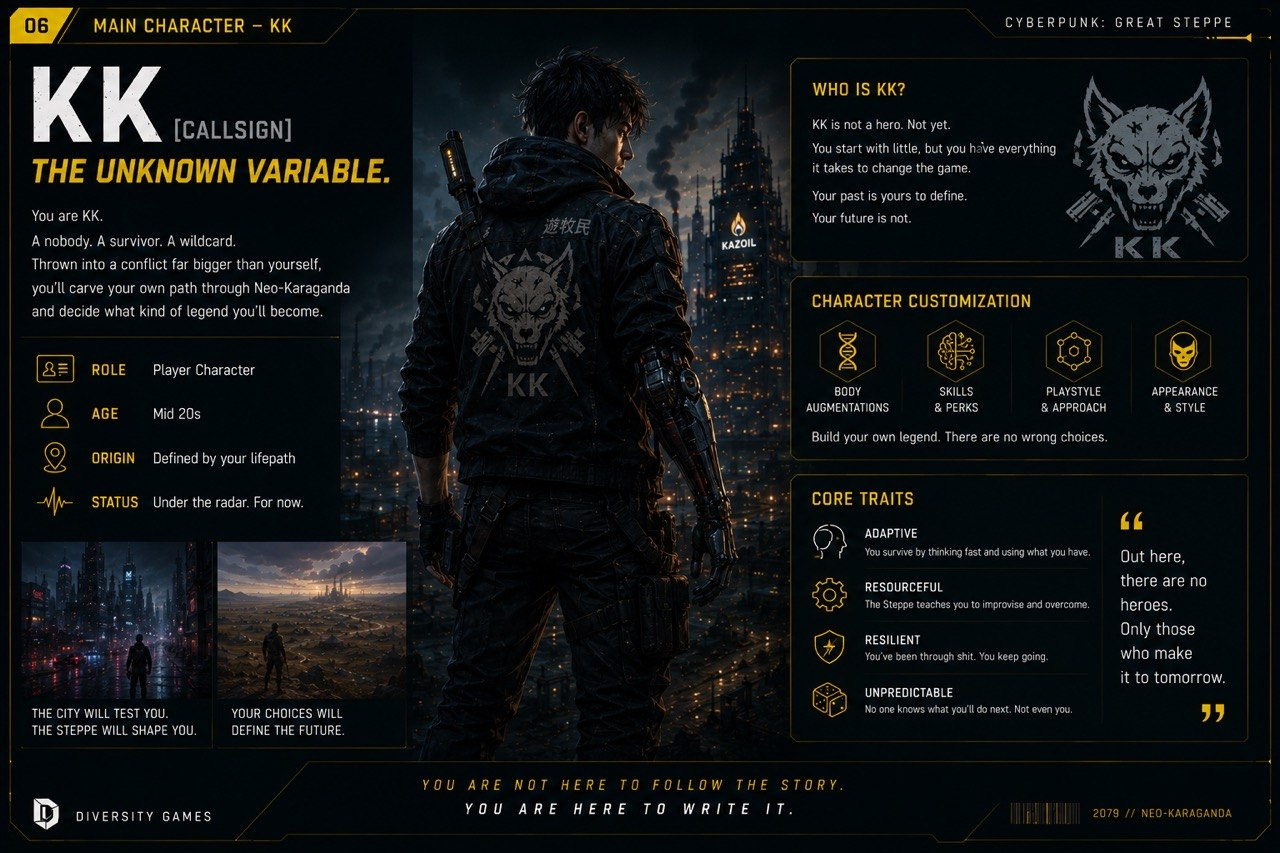 06
MAIN CHARACTER – KK
CYBERPUNK: GREAT STEPPE
KK [CALLSIGN]
THE UNKNOWN VARIABLE.
You are KK.
A nobody. A survivor. A wildcard.
Thrown into a conflict far bigger than yourself,
you'll carve your own path through Neo-Karaganda
and decide what kind of legend you'll become.
ROLE Player Character
AGE Mid 20s
ORIGIN Defined by your lifepath
STATUS Under the radar. For now.
THE CITY WILL TEST YOU.
THE STEPPE WILL SHAPE YOU.
YOUR CHOICES WILL
DEFINE THE FUTURE.
遊牧民
KK
KAZOIL
WHO IS KK?
KK is not a hero. Not yet.
You start with little, but you have everything
it takes to change the game.
Your past is yours to define.
Your future is not.
KK
CHARACTER CUSTOMIZATION
BODY
AUGMENTATIONS
SKILLS
& PERKS
PLAYSTYLE
& APPROACH
APPEARANCE
& STYLE
Build your own legend. There are no wrong choices.
CORE TRAITS
ADAPTIVE
You survive by thinking fast and using what you have.
RESOURCEFUL
The Steppe teaches you to improvise and overcome.
RESILIENT
You've been through shit. You keep going.
UNPREDICTABLE
No one knows what you'll do next. Not even you.
“
Out here,
there are no
heroes.
Only those
who make
it to tomorrow.
”
YOU ARE NOT HERE TO FOLLOW THE STORY.
YOU ARE HERE TO WRITE IT.
DIVERSITY GAMES
2079 // NEO-KARAGANDA